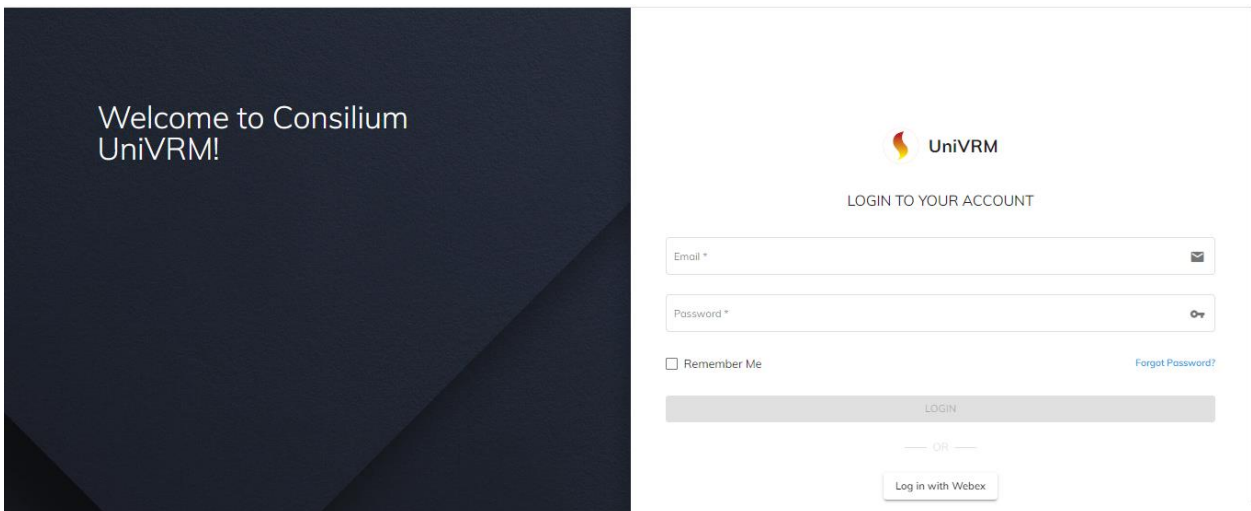 Welcome to Consilium
UniVRM!
UniVRM
LOGIN TO YOUR ACCOUNT
Email *
Password *
Remember Me
Forgot Password?
LOGIN
OR
Log in with Webex